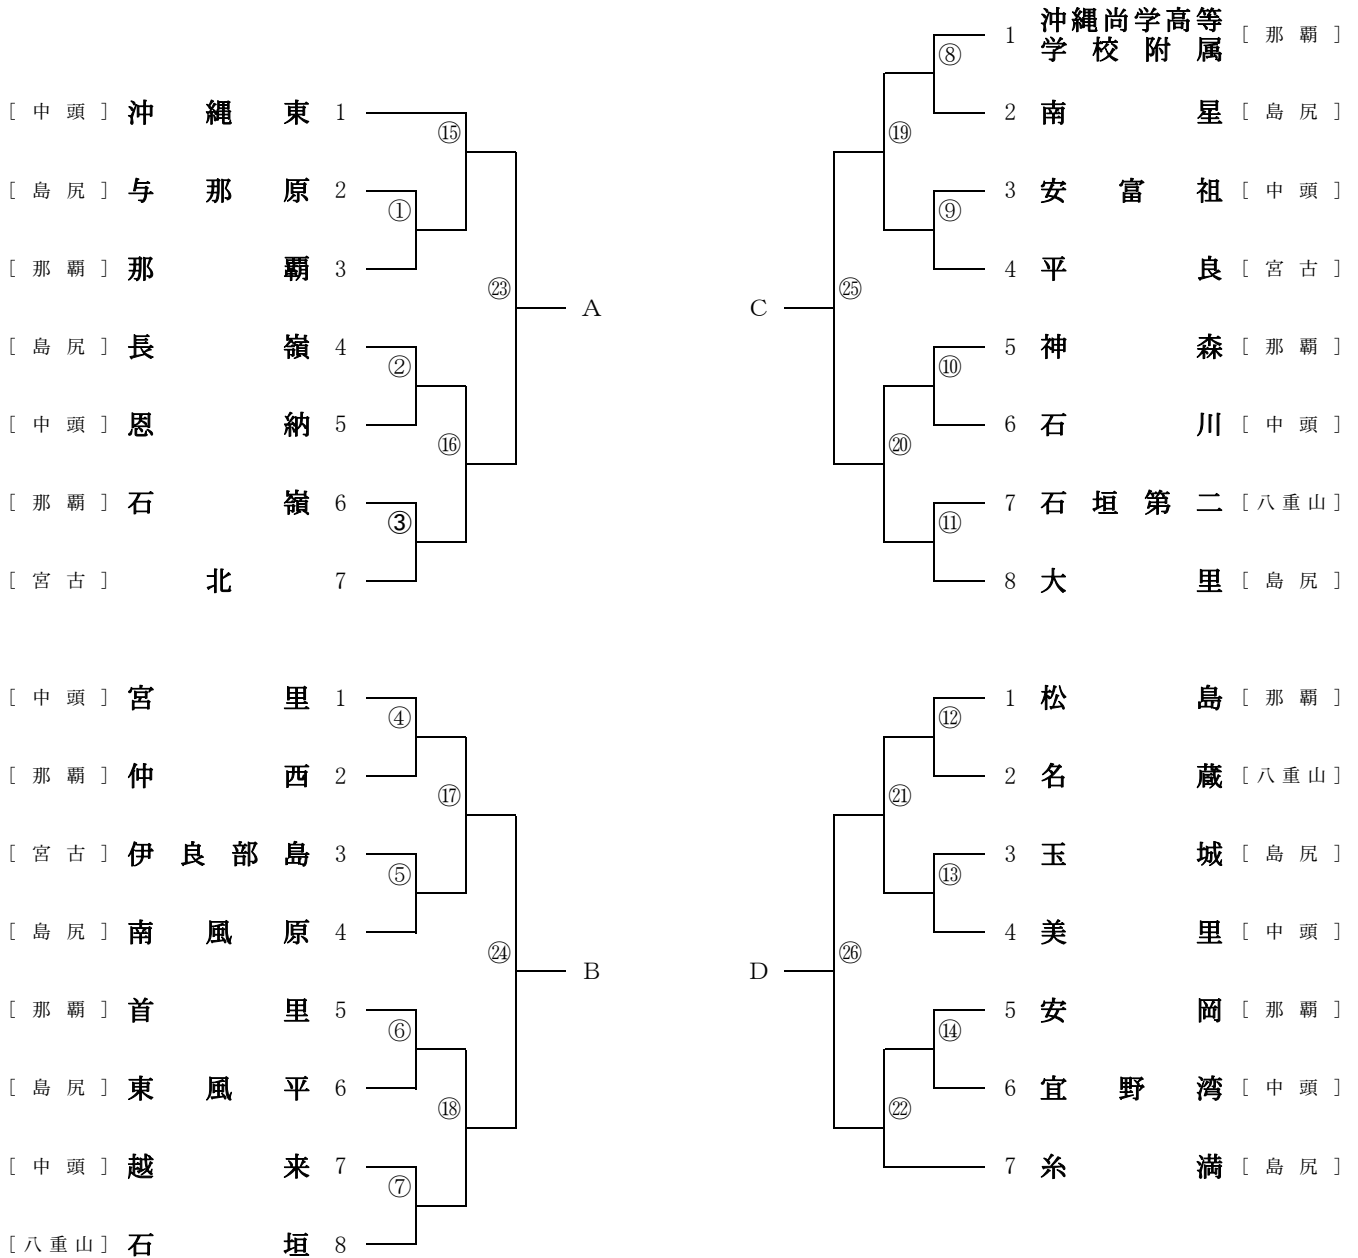 [中頭] 沖縄東 1
⑮
[島尻] 与那原 2
①
[那覇] 那覇 3
㉓
A
[島尻] 長嶺 4
②
[中頭] 恩納 5
⑯
[那覇] 石嶺 6
③
[宮古] 北 7
[中頭] 宮里 1
④
[那覇] 仲西 2
⑰
[宮古] 伊良部島 3
⑤
[島尻] 南風原 4
㉔
B
[那覇] 首里 5
⑥
[島尻] 東風平 6
⑱
[中頭] 越来 7
⑦
[八重山] 石垣 8
1 沖縄尚学高等 [那覇]
学校附属
⑧
2 南星 [島尻]
⑲
3 安富祖 [中頭]
⑨
4 平良 [宮古]
C
㉕
5 神森 [那覇]
⑩
6 石川 [中頭]
⑳
7 石垣第二 [八重山]
⑪
8 大里 [島尻]
1 松島 [那覇]
⑫
2 名蔵 [八重山]
㉑
3 玉城 [島尻]
⑬
4 美里 [中頭]
D
㉖
5 安岡 [那覇]
⑭
6 宜野湾 [中頭]
㉒
7 糸満 [島尻]